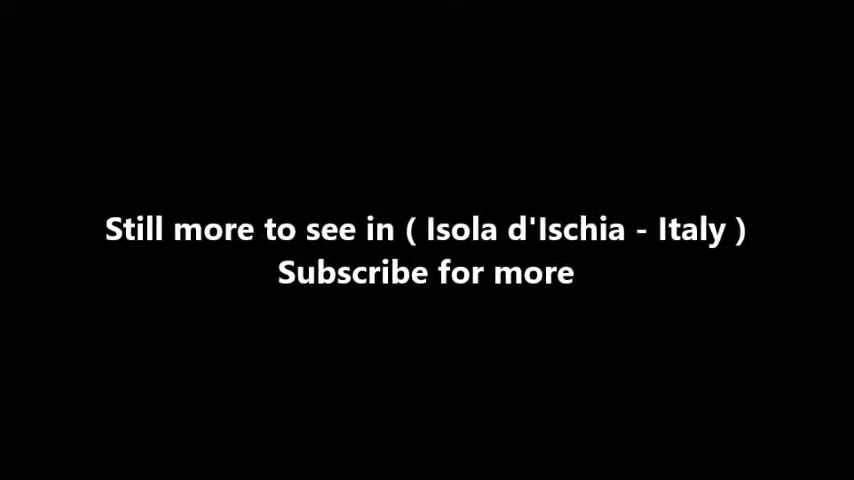 Still more to see in ( Isola d'Ischia - Italy )
Subscribe for more